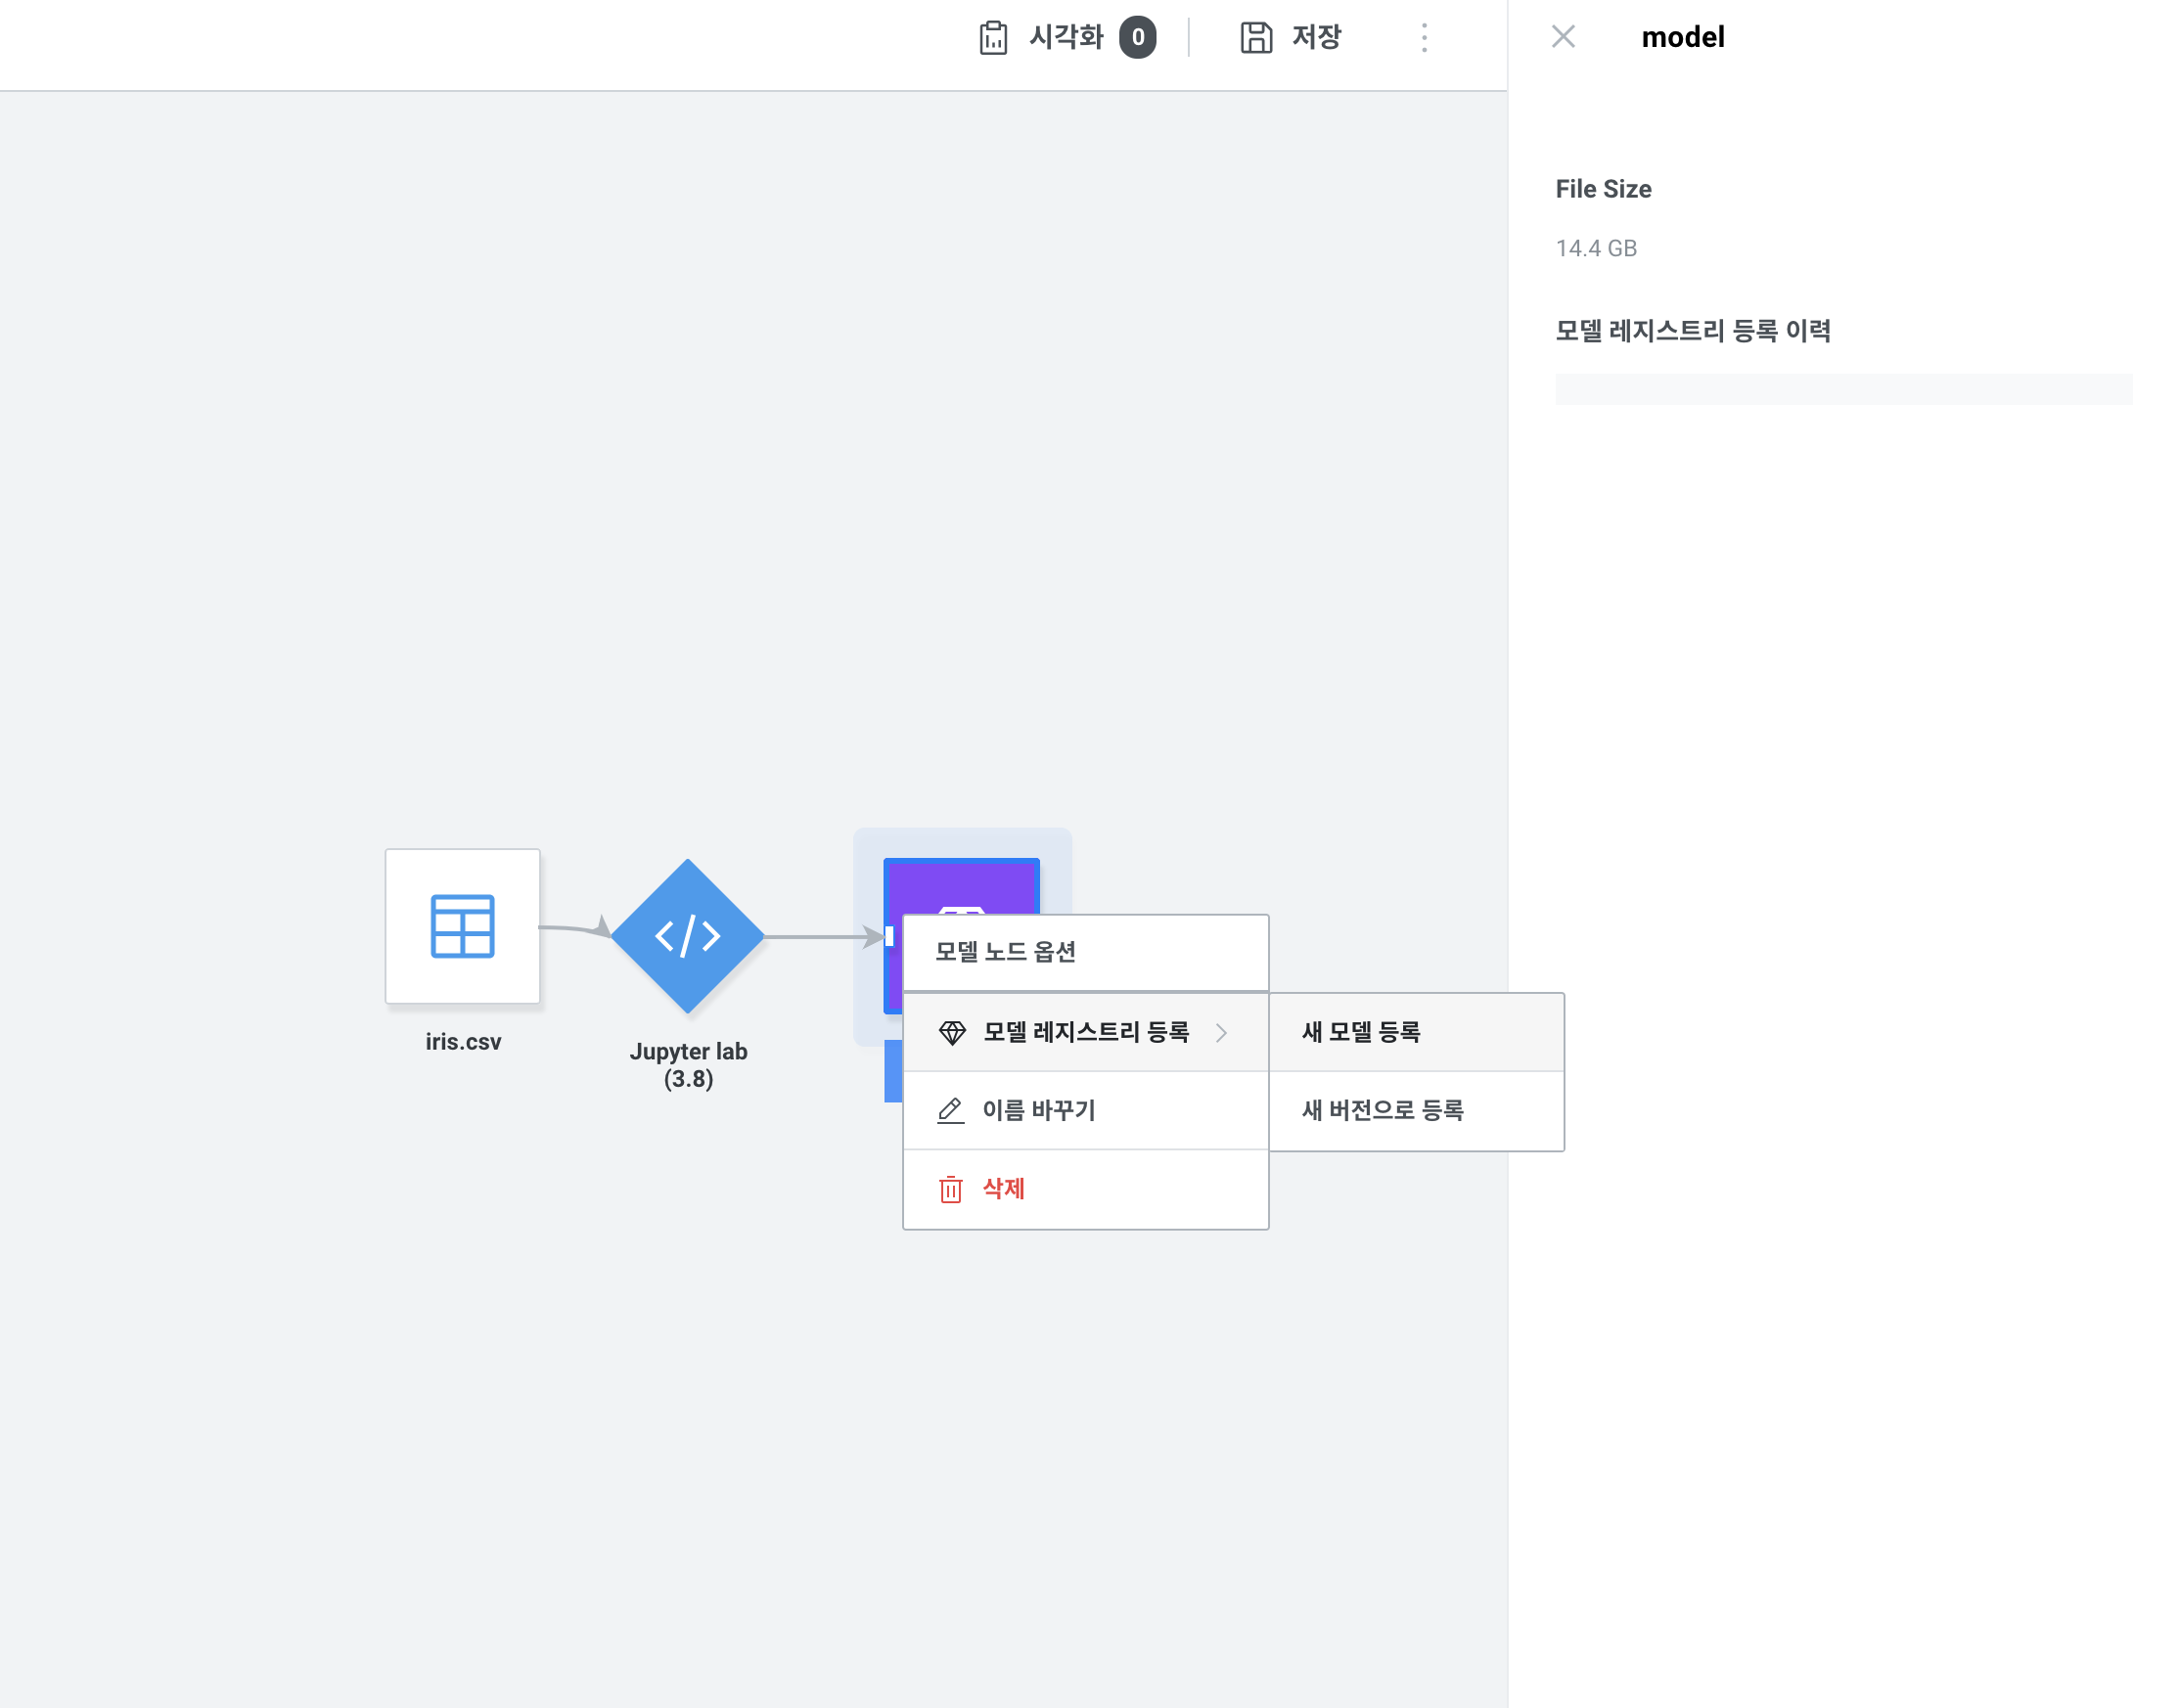 시각화 0
저장
model
File Size
14.4 GB
모델 레지스트리 등록 이력
iris.csv
Jupyter lab
(3.8)
모델 노드 옵션
모델 레지스트리 등록
이름 바꾸기
삭제
새 모델 등록
새 버전으로 등록